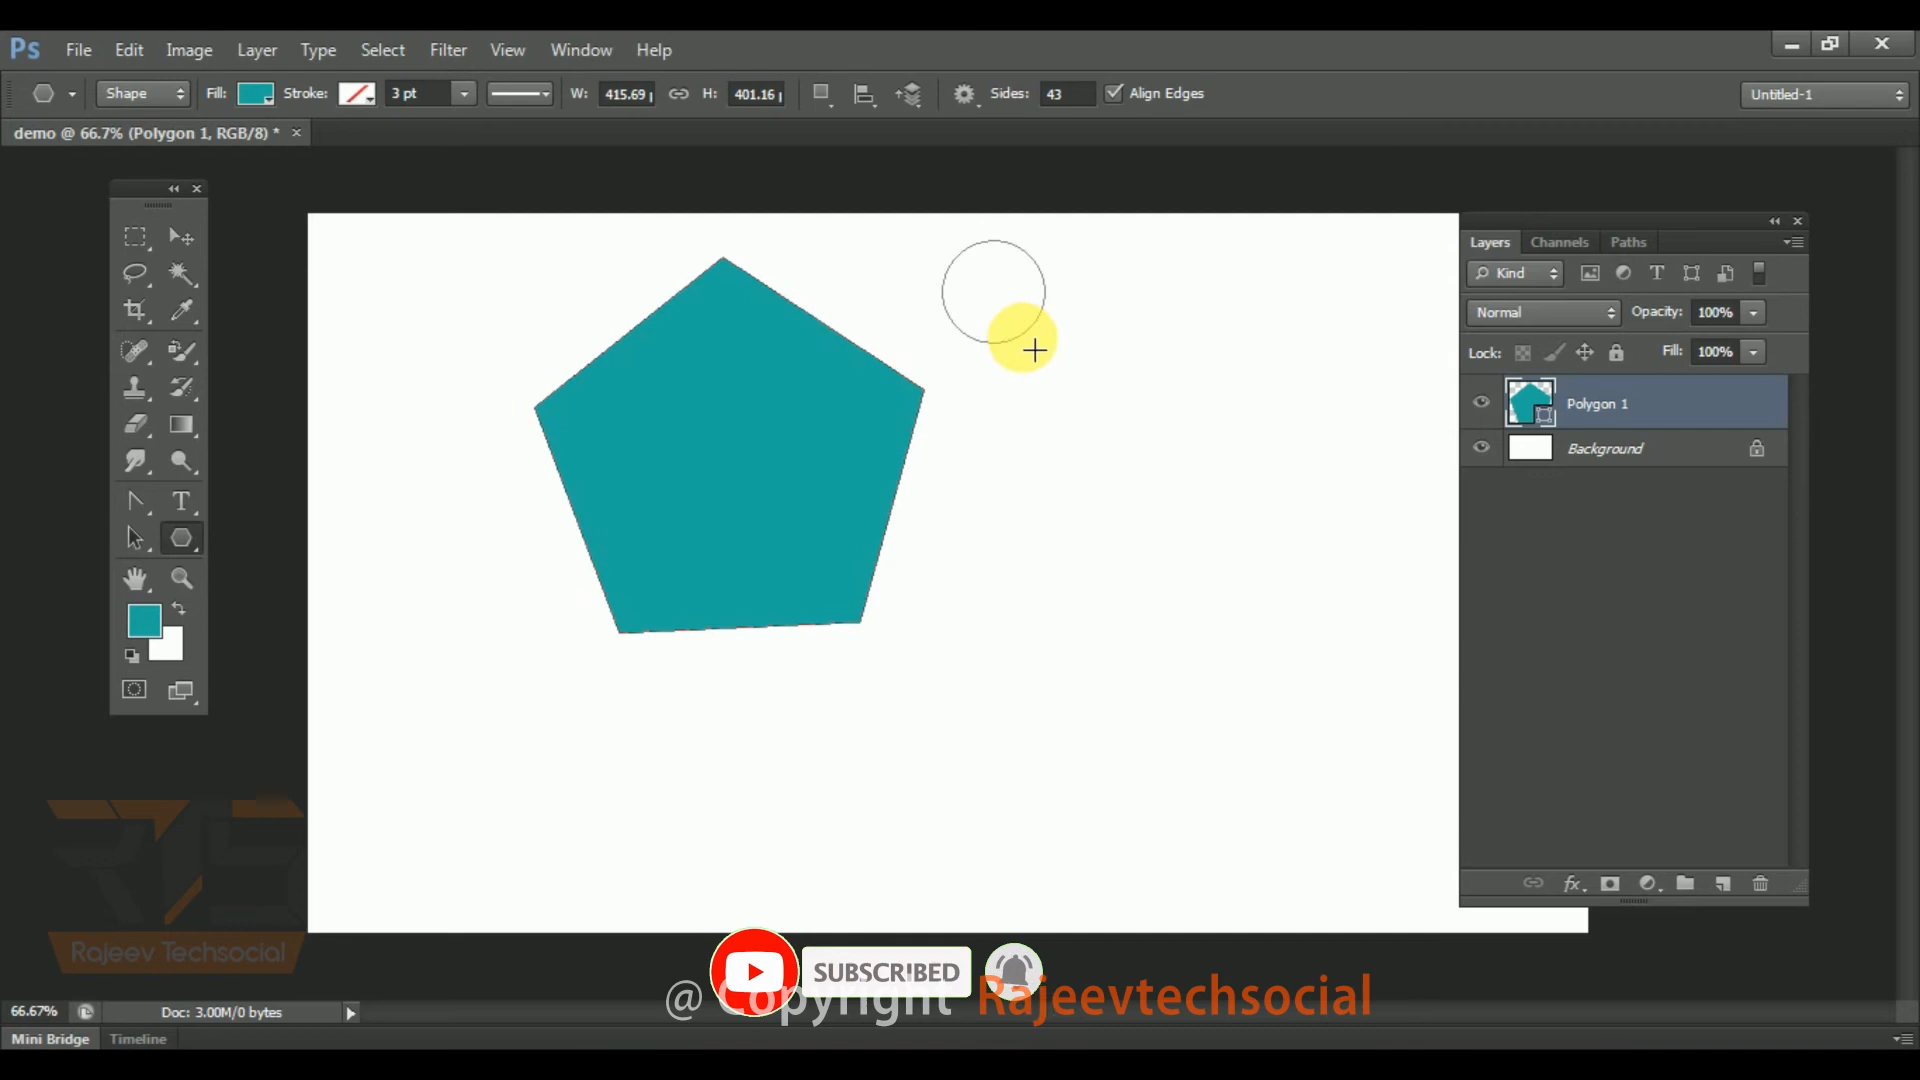 Ps File Edit Image Layer Type Select Filter View Window Help
Shape Fill: Stroke: 3 pt W: 415.69 H: 401.16 Sides: 43 Align Edges Untitled-1
demo @ 66.7% (Polygon 1, RGB/8) *
Layers Channels Paths
Kind
Normal Opacity: 100%
Lock: Fill: 100%
Polygon 1
Background
RTS
Rajeev Techsocial
SUBSCRIBED
@ Copyright Rajeevtechsocial
66.67% Doc: 3.00M/0 bytes
Mini Bridge Timeline